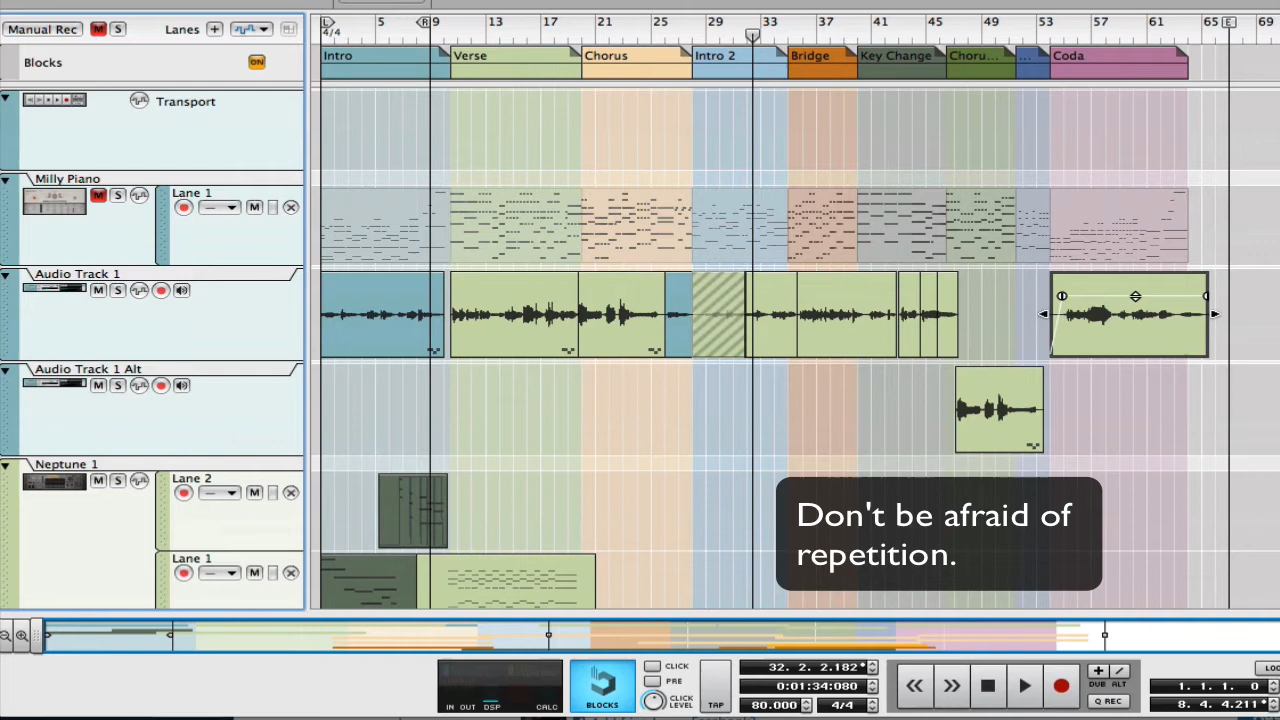 5 9 13 17 21 25 29 33 37 41 45 49 53 57 61 65 69
L R E
4/4
Manual Rec M S Lanes +
Blocks ON
Intro Verse Chorus Intro 2 Bridge Key Change Choru... ... Coda
Transport
Milly Piano
M S Lane 1
M
Audio Track 1
M S
Audio Track 1 Alt
M S
Neptune 1
M S Lane 2
M
Lane 1
M
Don't be afraid of
repetition.
IN OUT DSP CALC
BLOCKS
CLICK
PRE
CLICK
LEVEL
TAP
32. 2. 2.182*
0:01:34:080
80.000 4/4
DUB ALT
Q REC
1. 1. 1. 0
8. 4. 4.211*